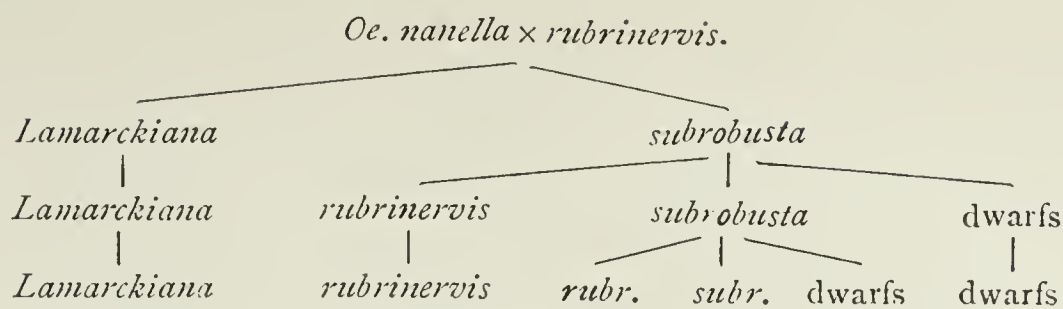 Oe. nanella × rubrinervis.
Lamarckiana subrobusta
Lamarckiana rubrinervis subrobusta dwarfs
Lamarckiana rubrinervis rubr. subr. dwarfs dwarfs